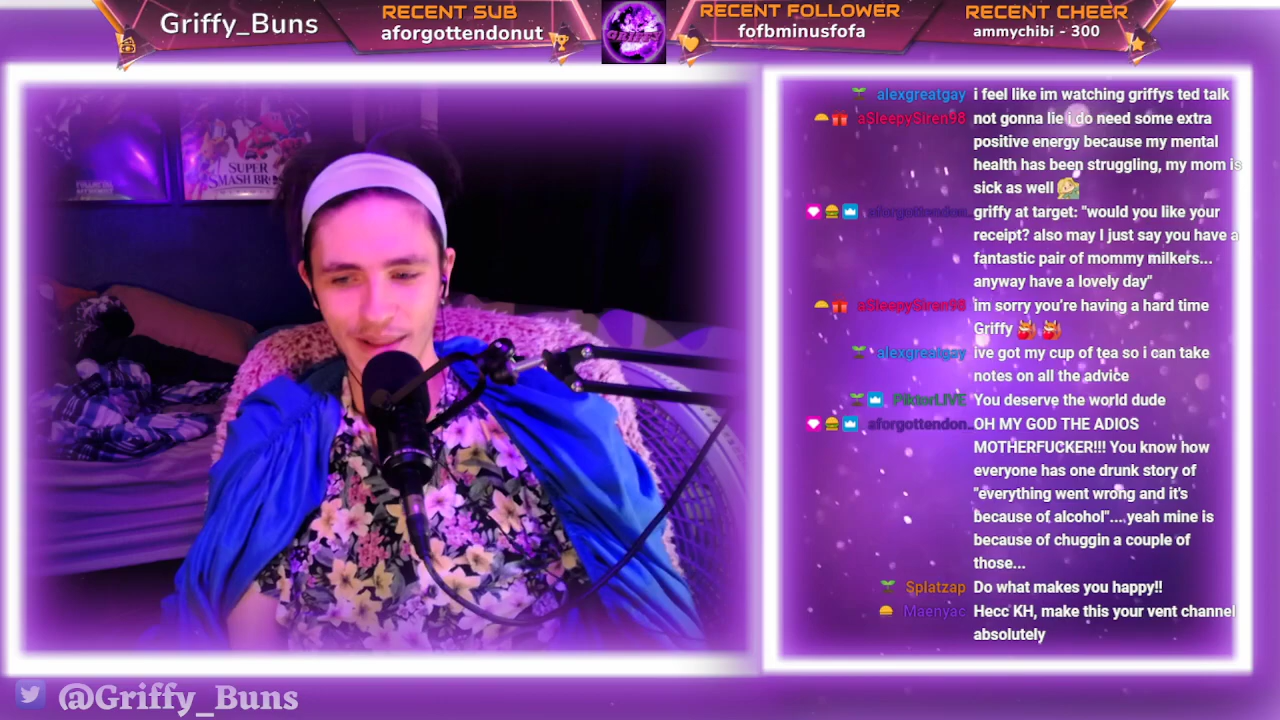 Griffy_Buns
RECENT SUB
aforgottendonut
GRIFFY
RECENT FOLLOWER
fofbminusfofa
RECENT CHEER
ammychibi - 300
SUPER
SMASH BR
alexgreatgay i feel like im watching griffys ted talk
aSleepySiren98 not gonna lie i do need some extra
positive energy because my mental
health has been struggling, my mom is
sick as well
aforgottendon.. griffy at target: "would you like your
receipt? also may I just say you have a
fantastic pair of mommy milkers...
anyway have a lovely day"
aSleepySiren98 im sorry you're having a hard time
Griffy
alexgreatgay ive got my cup of tea so i can take
notes on all the advice
PiktorLIVE You deserve the world dude
aforgottendon.. OH MY GOD THE ADIOS
MOTHERFUCKER!!! You know how
everyone has one drunk story of
"everything went wrong and it's
because of alcohol"....yeah mine is
because of chuggin a couple of
those...
Splatzap Do what makes you happy!!
Maenyac Hecc KH, make this your vent channel
absolutely
@Griffy_Buns